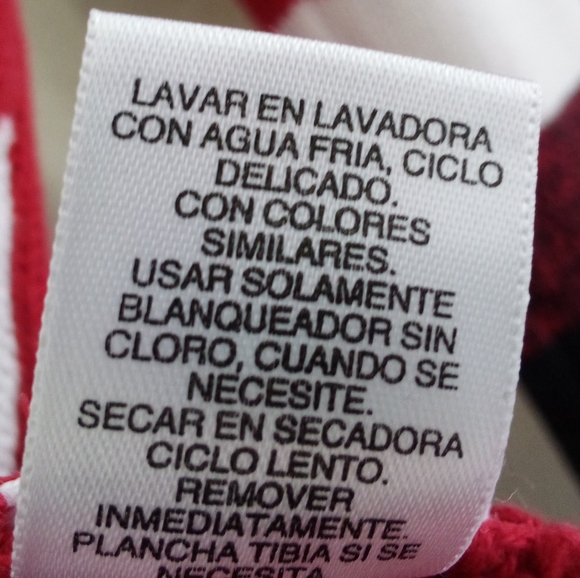 LAVAR EN LAVADORA
CON AGUA FRIA, CICLO
DELICADO.
CON COLORES
SIMILARES.
USAR SOLAMENTE
BLANQUEADOR SIN
CLORO, CUANDO SE
NECESITE.
SECAR EN SECADORA
CICLO LENTO.
REMOVER
INMEDIATAMENTE.
PLANCHA TIBIA SI SE
NECESITA.